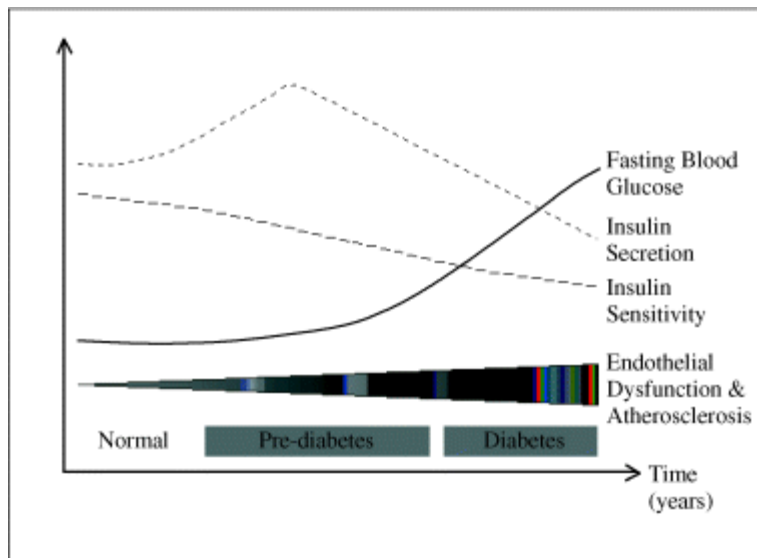 Fasting Blood
Glucose
Insulin
Secretion
Insulin
Sensitivity
Endothelial
Dysfunction &
Atherosclerosis
Normal
Pre-diabetes
Diabetes
Time
(years)